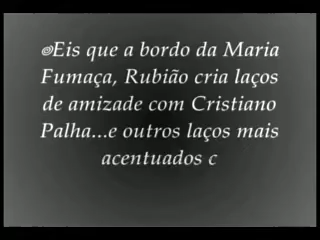 Eis que a bordo da Maria
Fumaça, Rubião cria laços
de amizade com Cristiano
Palha...e outros laços mais
acentuados c